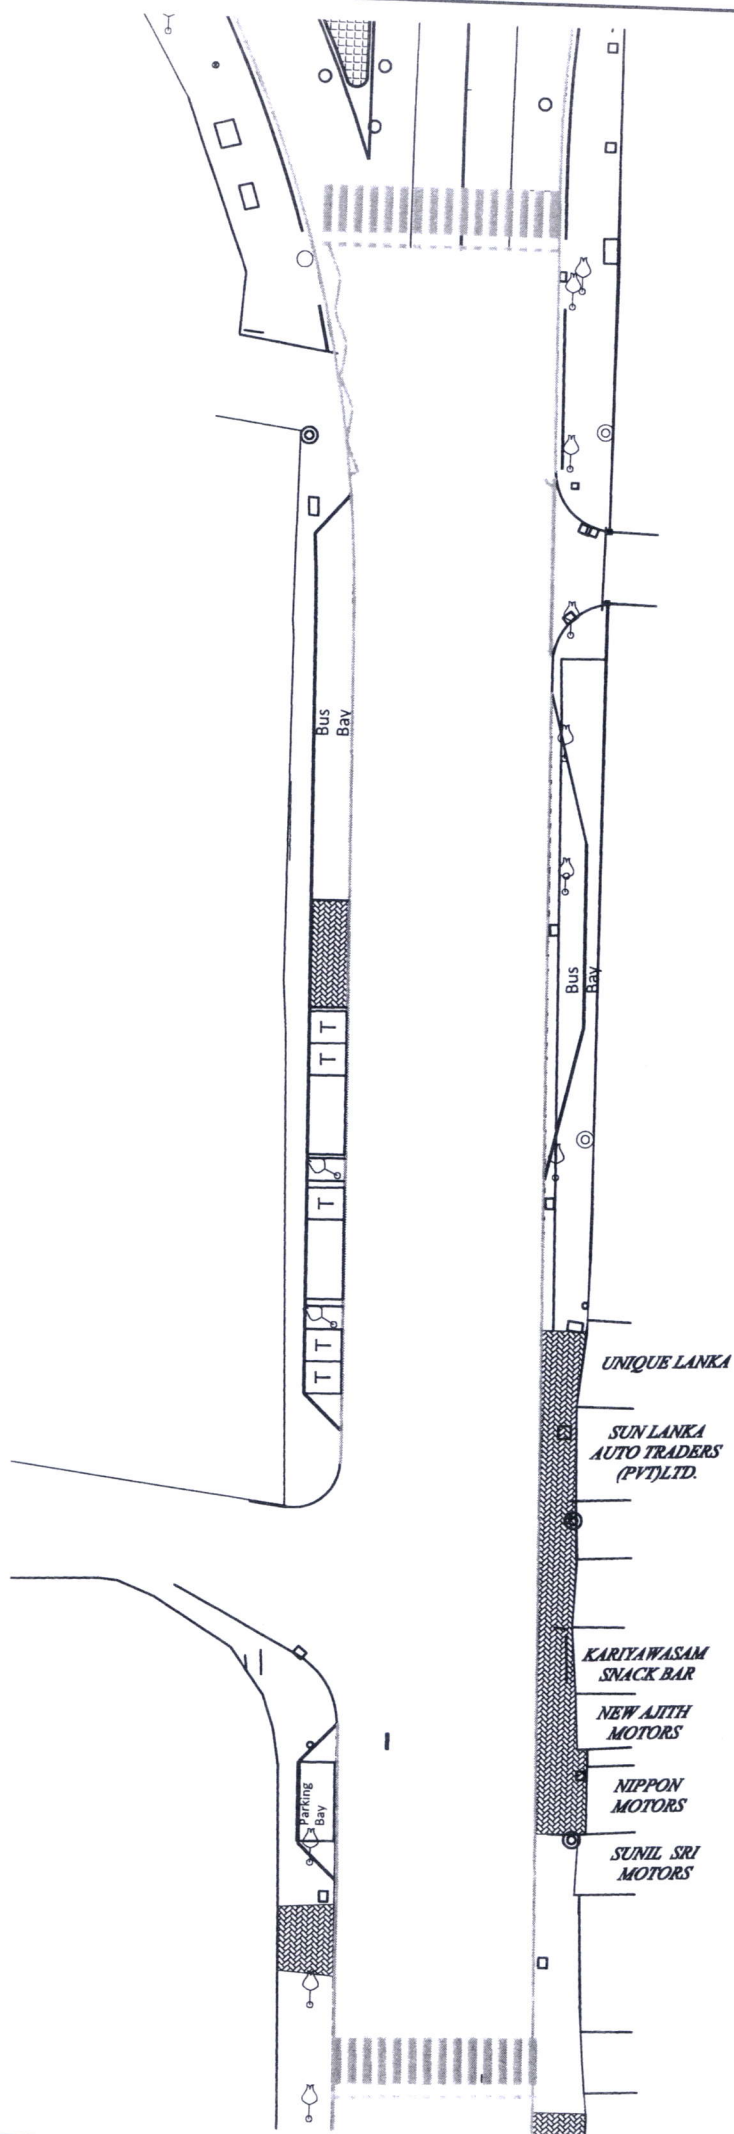 Bus
Bay
Bus
Bay
T
T
T
T
T
UNIQUE LANKA
SUN LANKA
AUTO TRADERS
(PVT)LTD.
KARIYAWASAM
SNACK BAR
NEW AJITH
MOTORS
Parking
Bay
NIPPON
MOTORS
SUNIL SRI
MOTORS